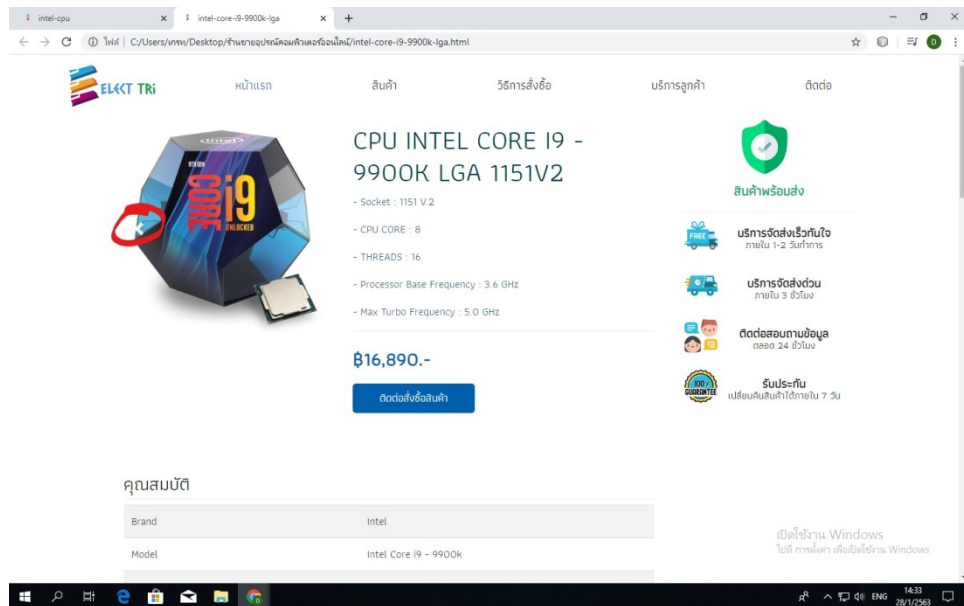 intel-cpu
intel-core-i9-9900k-lga
ไฟล์ | C:/Users/เกรท/Desktop/ร้านขายอุปกรณ์คอมพิวเตอร์ออนไลน์/intel-core-i9-9900k-lga.html
D
ELECT TRi
หน้าแรก
สินค้า
วิธีการสั่งซื้อ
บริการลูกค้า
ติดต่อ
intel
9TH GEN
CORE
i9
UNLOCKED
CPU INTEL CORE I9 -
9900K LGA 1151V2
- Socket : 1151 V.2
- CPU CORE : 8
- THREADS : 16
- Processor Base Frequency : 3.6 GHz
- Max Turbo Frequency : 5.0 GHz
฿16,890.-
ติดต่อสั่งซื้อสินค้า
สินค้าพร้อมส่ง
FREE
บริการจัดส่งเร็วทันใจ
ภายใน 1-2 วันทำการ
บริการจัดส่งด่วน
ภายใน 3 ชั่วโมง
ติดต่อสอบถามข้อมูล
ตลอด 24 ชั่วโมง
100%
GUARANTEE
รับประกัน
เปลี่ยนคืนสินค้าได้ภายใน 7 วัน
คุณสมบัติ
Brand
Intel
Model
Intel Core i9 - 9900k
เปิดใช้งาน Windows
ไปที่ การตั้งค่า เพื่อเปิดใช้งาน Windows
ENG
14:33
28/1/2563